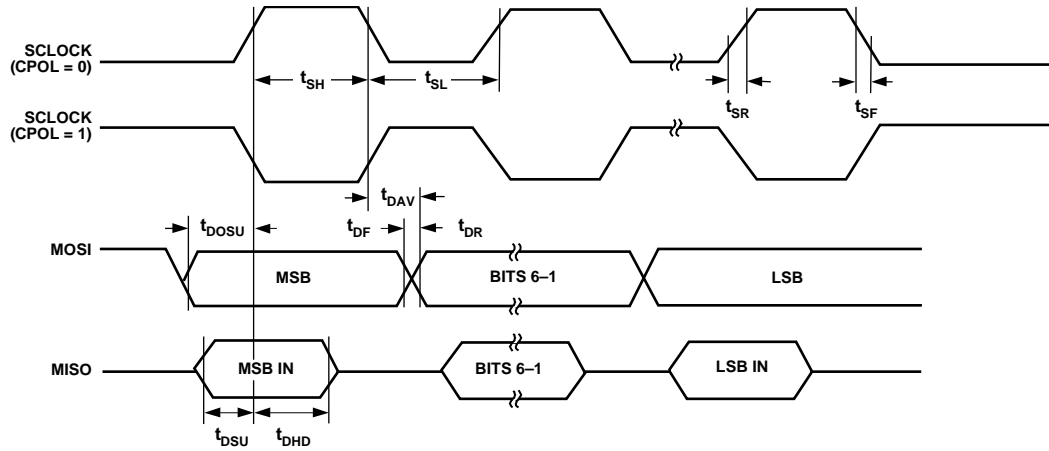 SCLOCK
(CPOL = 0)
tSH
tSL
tSR
tSF
SCLOCK
(CPOL = 1)
tDAV
tDOSU
tDF
tDR
MOSI
MSB
BITS 6–1
LSB
MISO
MSB IN
BITS 6–1
LSB IN
tDSU
tDHD